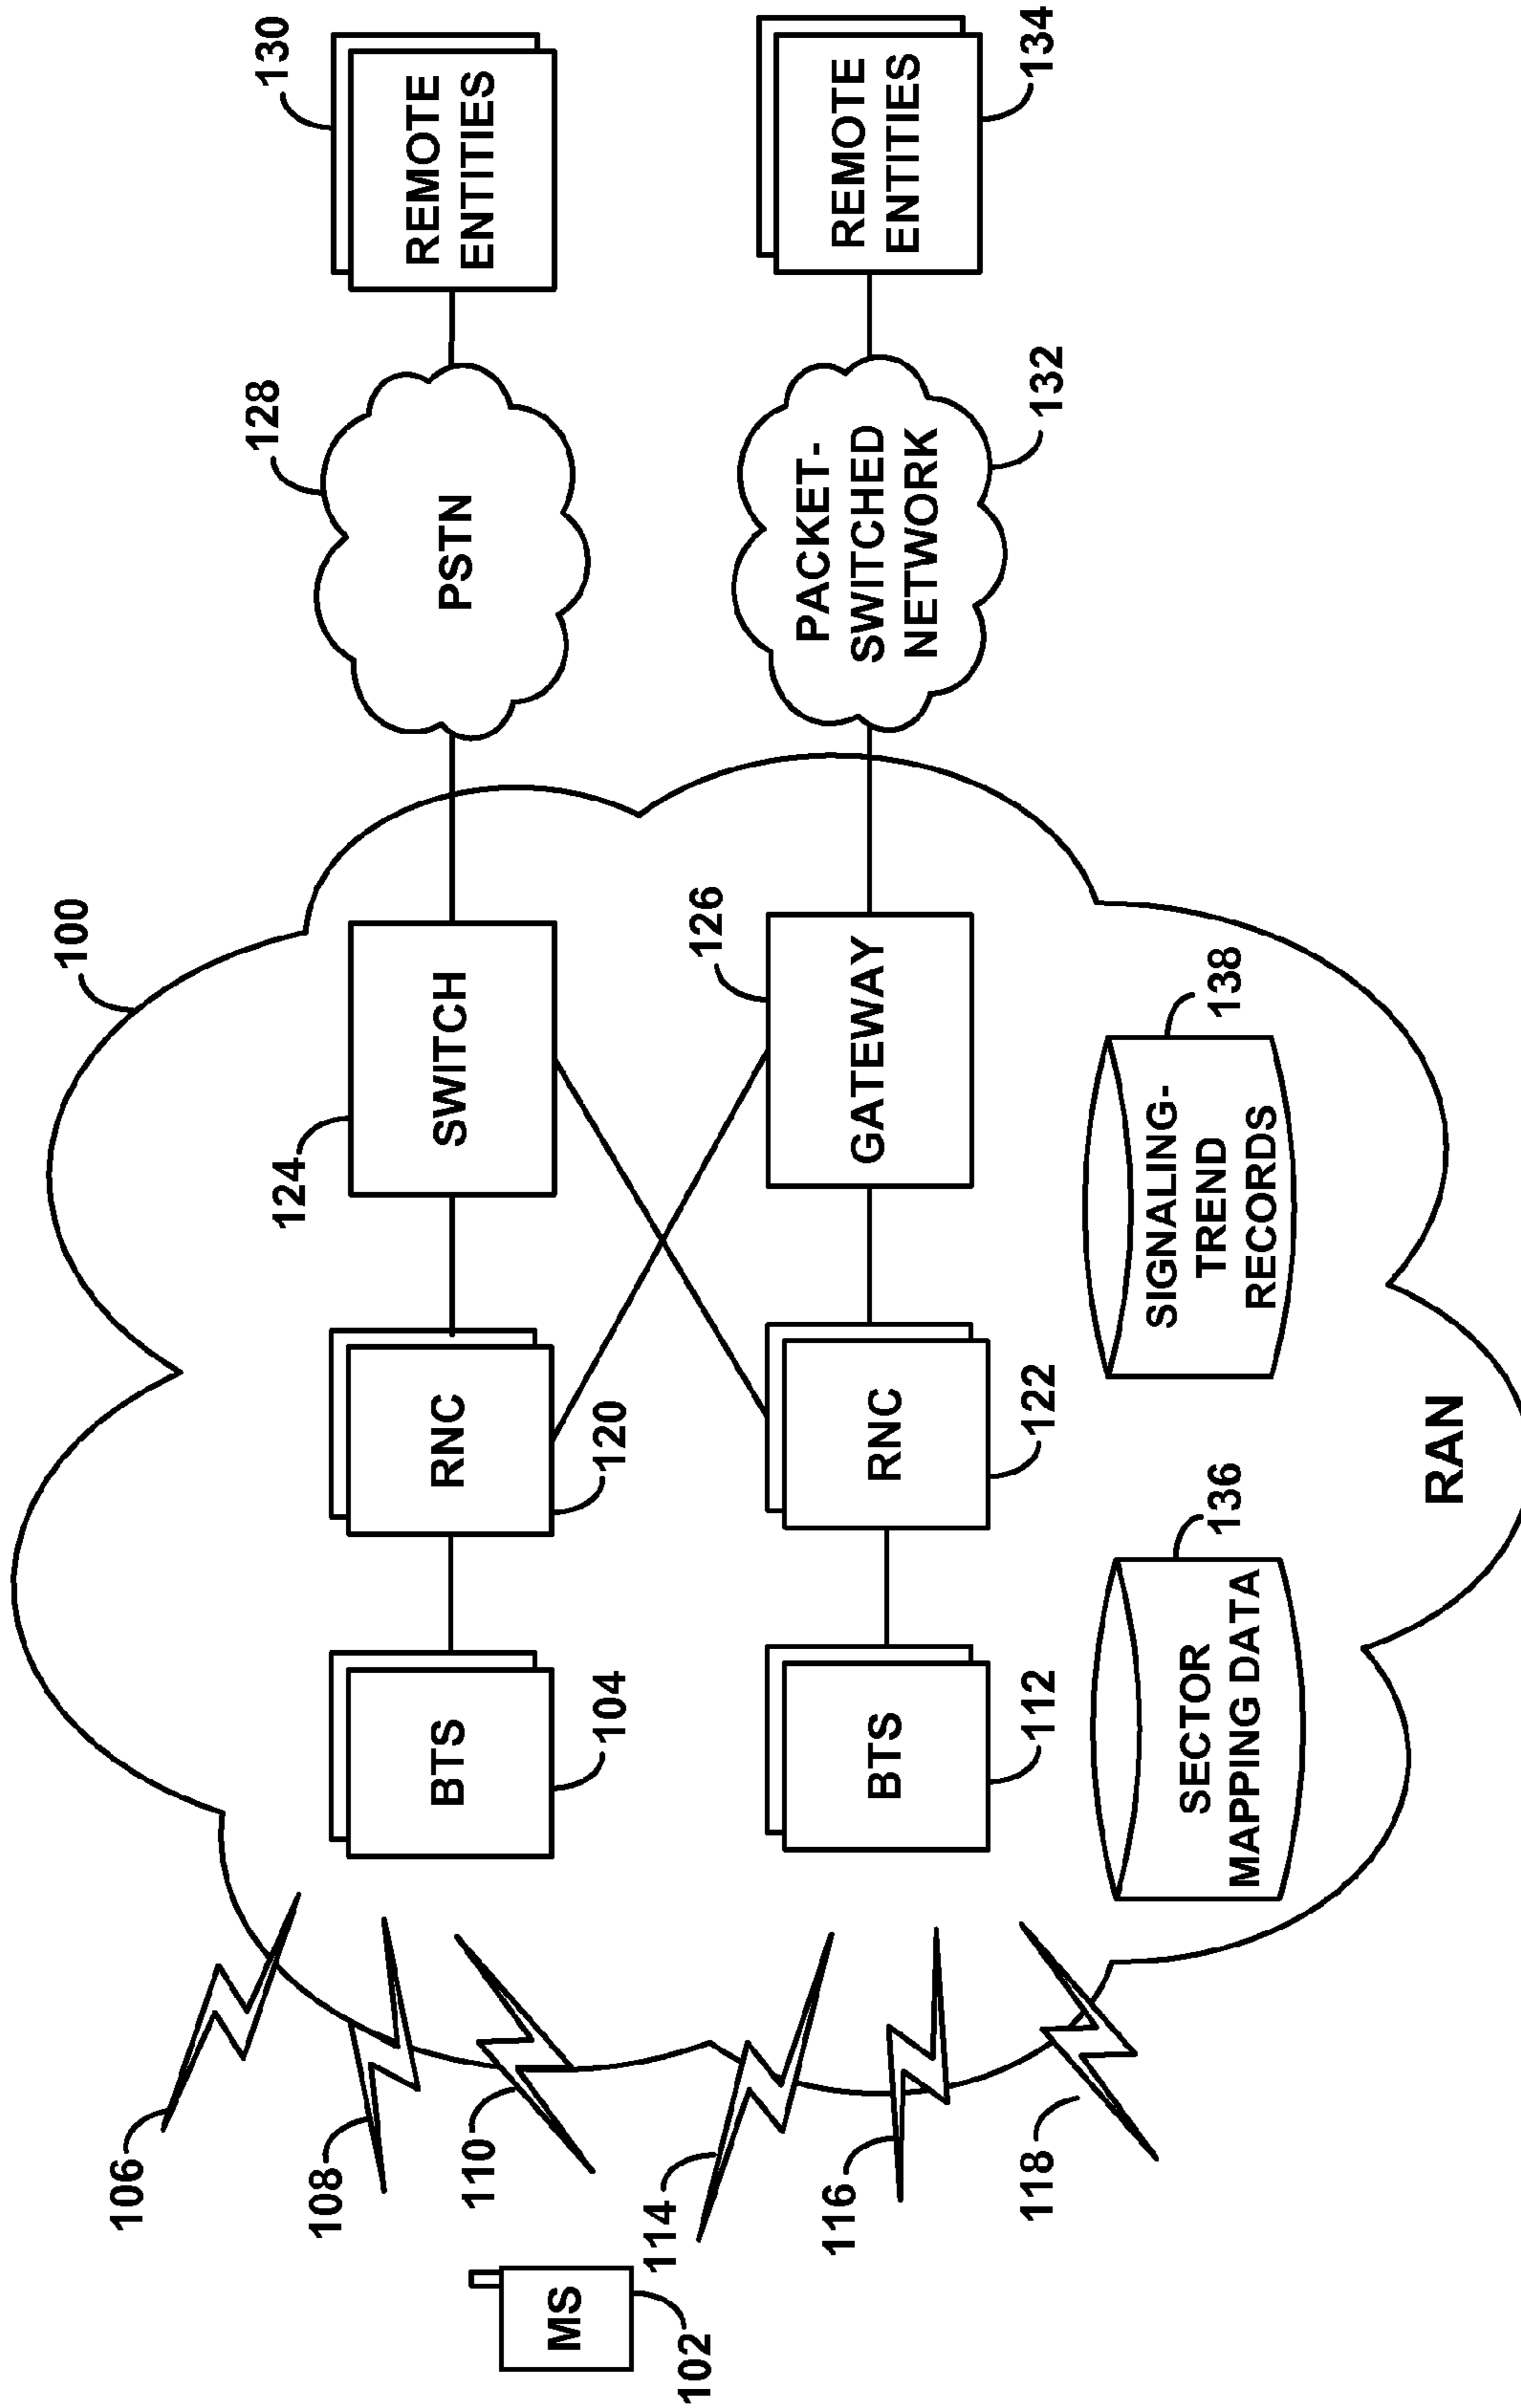 100
106
108
110
114
116
118
MS
102
BTS
104
RNC
120
SWITCH
124
PSTN
128
REMOTE
ENTITIES
130
BTS
112
RNC
122
GATEWAY
126
PACKET-
SWITCHED
NETWORK
132
REMOTE
ENTITIES
134
SECTOR
MAPPING DATA
136
SIGNALING-
TREND
RECORDS
138
RAN